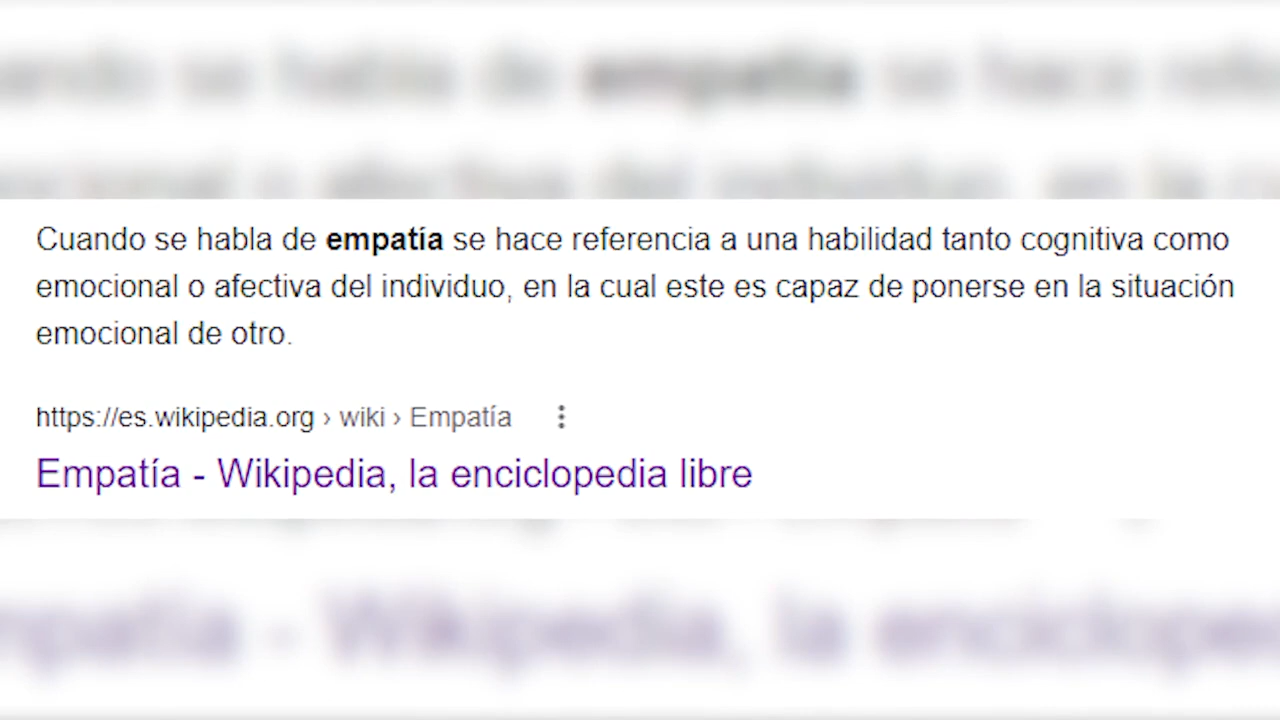 Cuando se habla de empatía se hace referencia a una habilidad tanto cognitiva como
emocional o afectiva del individuo, en la cual este es capaz de ponerse en la situación
emocional de otro.
https://es.wikipedia.org › wiki › Empatía
Empatía - Wikipedia, la enciclopedia libre